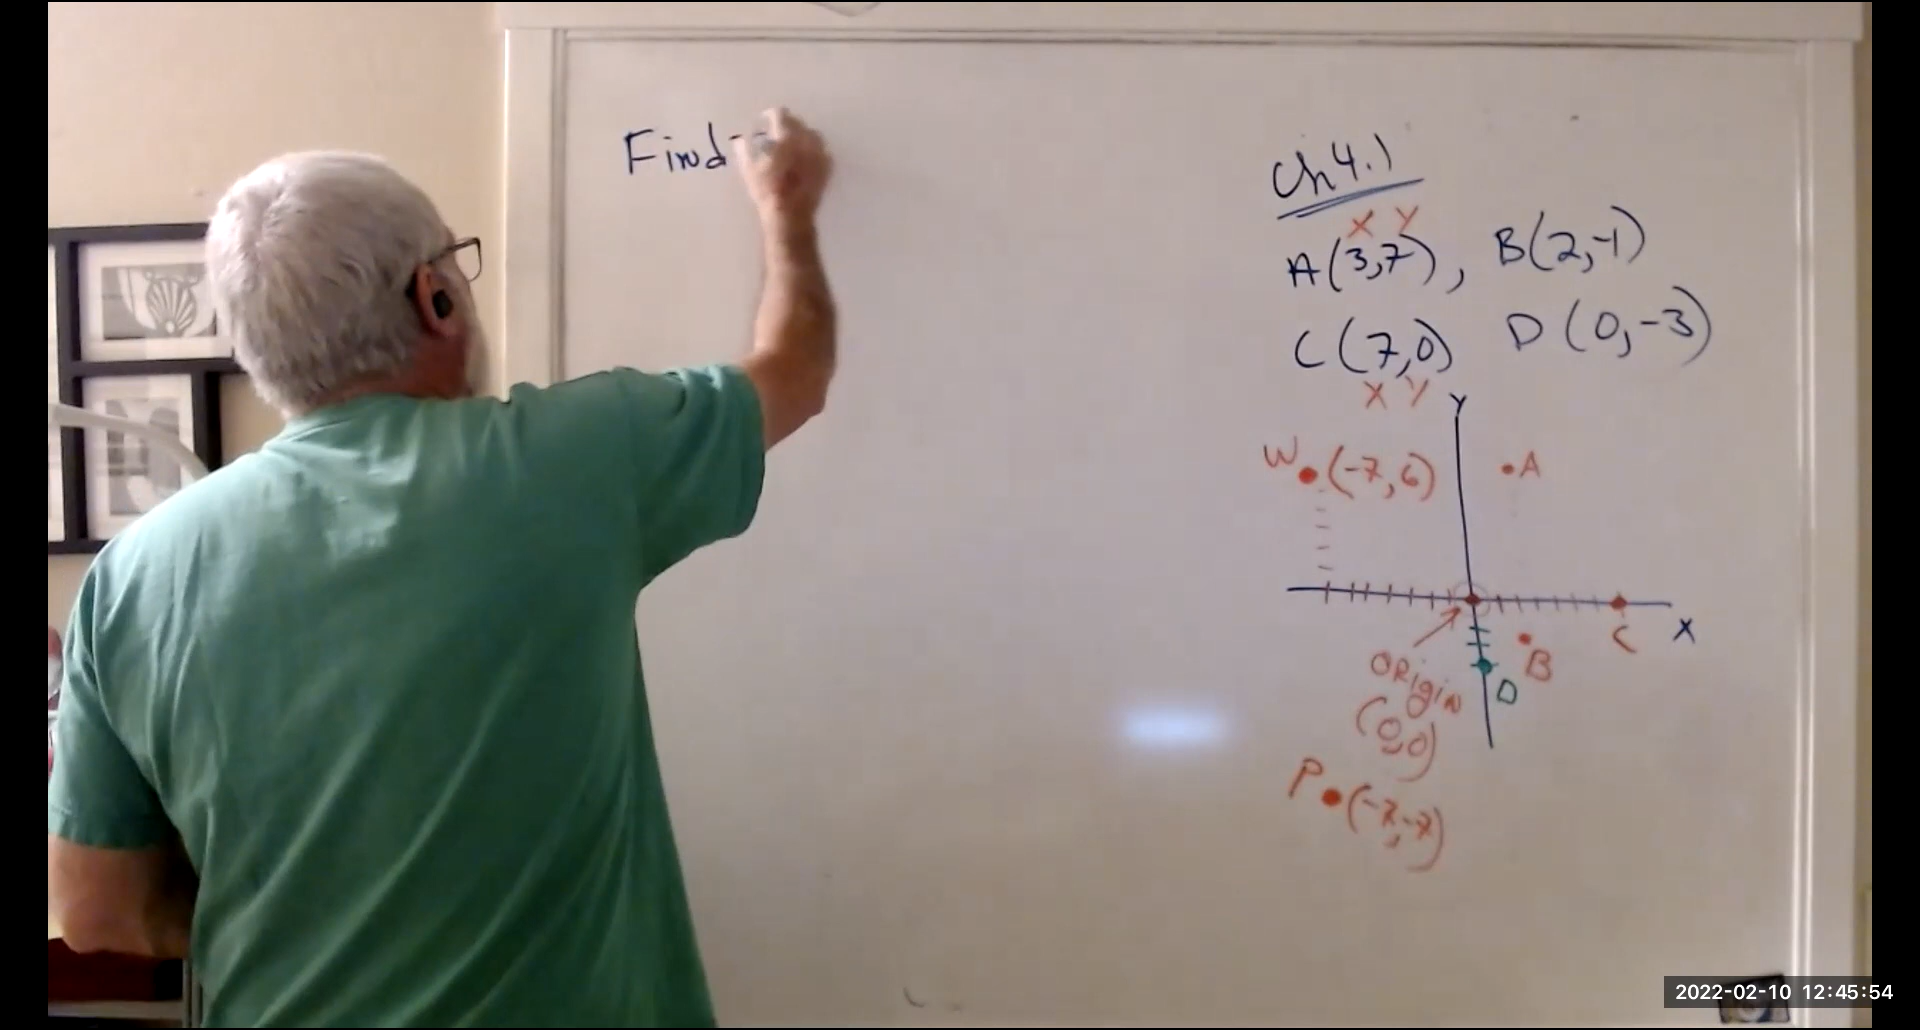 Find
Ch 4.1
X Y
A(3,7), B(2,-1)
C(7,0) D(0,-3)
X Y
Y
W (-7,6) A
X
C
B
ORigiN
D
(0,0)
P (-7,-7)
2022-02-10 12:45:54